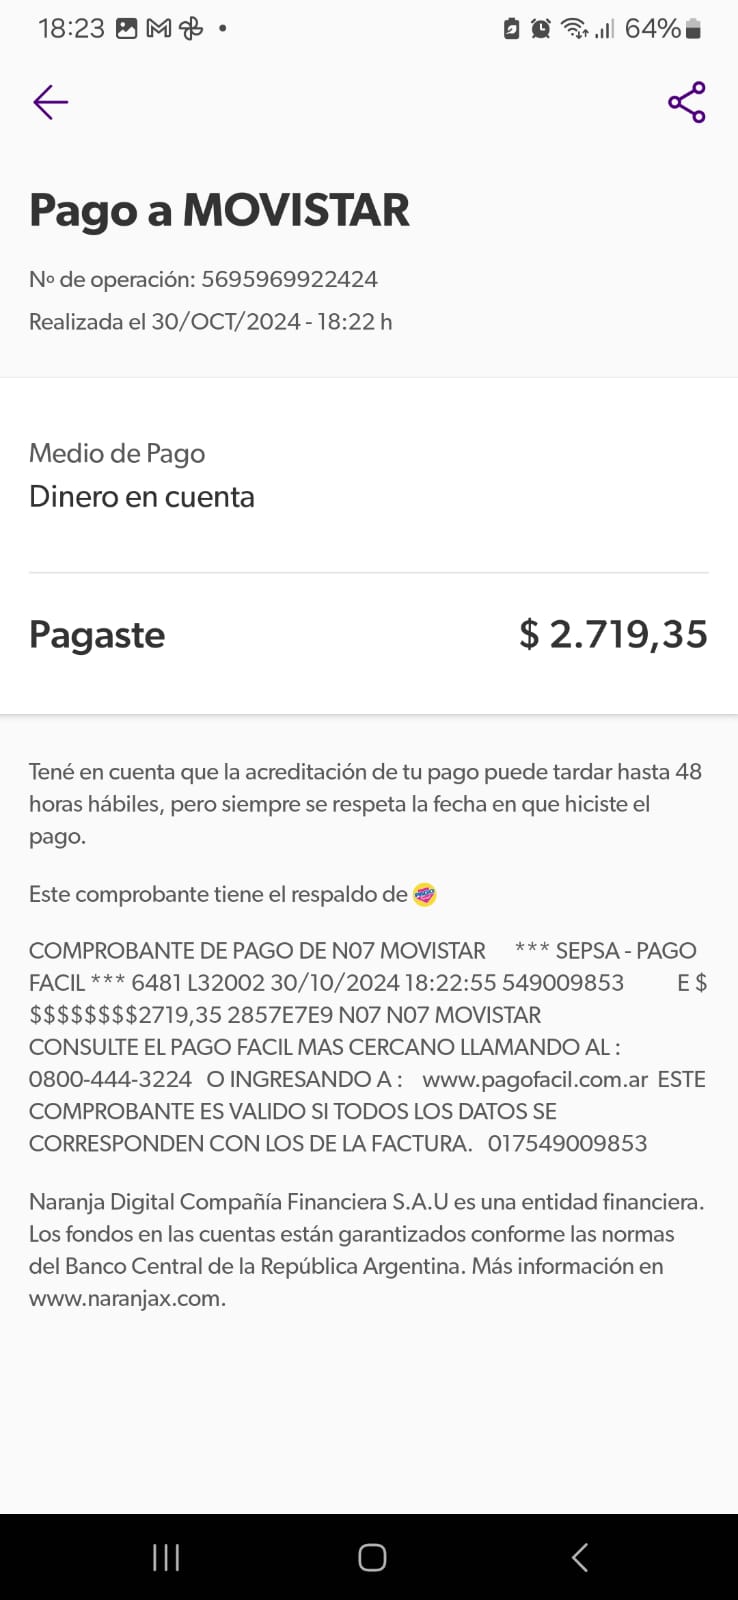 18:23
64%
Pago a MOVISTAR
Nº de operación: 5695969922424
Realizada el 30/OCT/2024 - 18:22 h
Medio de Pago
Dinero en cuenta
Pagaste $ 2.719,35
Tené en cuenta que la acreditación de tu pago puede tardar hasta 48
horas hábiles, pero siempre se respeta la fecha en que hiciste el
pago.
Este comprobante tiene el respaldo de
COMPROBANTE DE PAGO DE N07 MOVISTAR *** SEPSA - PAGO
FACIL *** 6481 L32002 30/10/2024 18:22:55 549009853 E $
$$$$$$$$2719,35 2857E7E9 N07 N07 MOVISTAR
CONSULTE EL PAGO FACIL MAS CERCANO LLAMANDO AL :
0800-444-3224 O INGRESANDO A : www.pagofacil.com.ar ESTE
COMPROBANTE ES VALIDO SI TODOS LOS DATOS SE
CORRESPONDEN CON LOS DE LA FACTURA. 017549009853
Naranja Digital Compañía Financiera S.A.U es una entidad financiera.
Los fondos en las cuentas están garantizados conforme las normas
del Banco Central de la República Argentina. Más información en
www.naranjax.com.